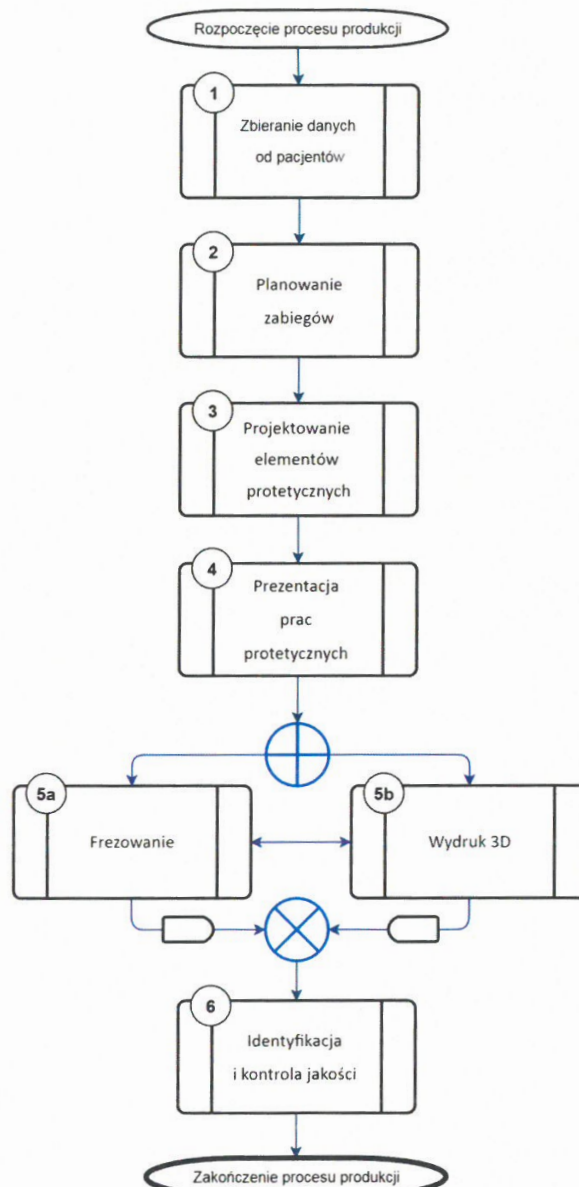 Rozpoczęcie procesu produkcji
1
Zbieranie danych
od pacjentów
2
Planowanie
zabiegów
3
Projektowanie
elementów
protetycznych
4
Prezentacja
prac
protetycznych
5a
Frezowanie
5b
Wydruk 3D
6
Identyfikacja
i kontrola jakości
Zakończenie procesu produkcji